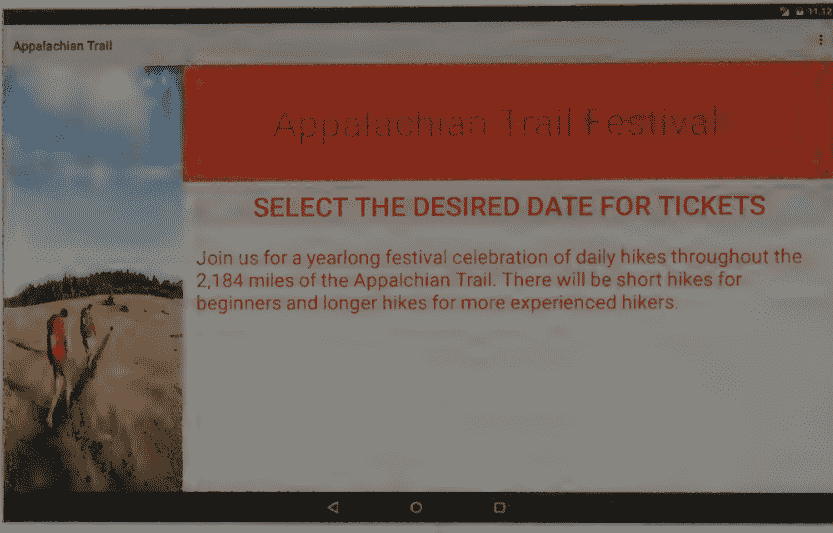 11:12
Appalachian Trail
Appalachian Trail Festival
SELECT THE DESIRED DATE FOR TICKETS
Join us for a yearlong festival celebration of daily hikes throughout the
2,184 miles of the Appalchian Trail. There will be short hikes for
beginners and longer hikes for more experienced hikers.